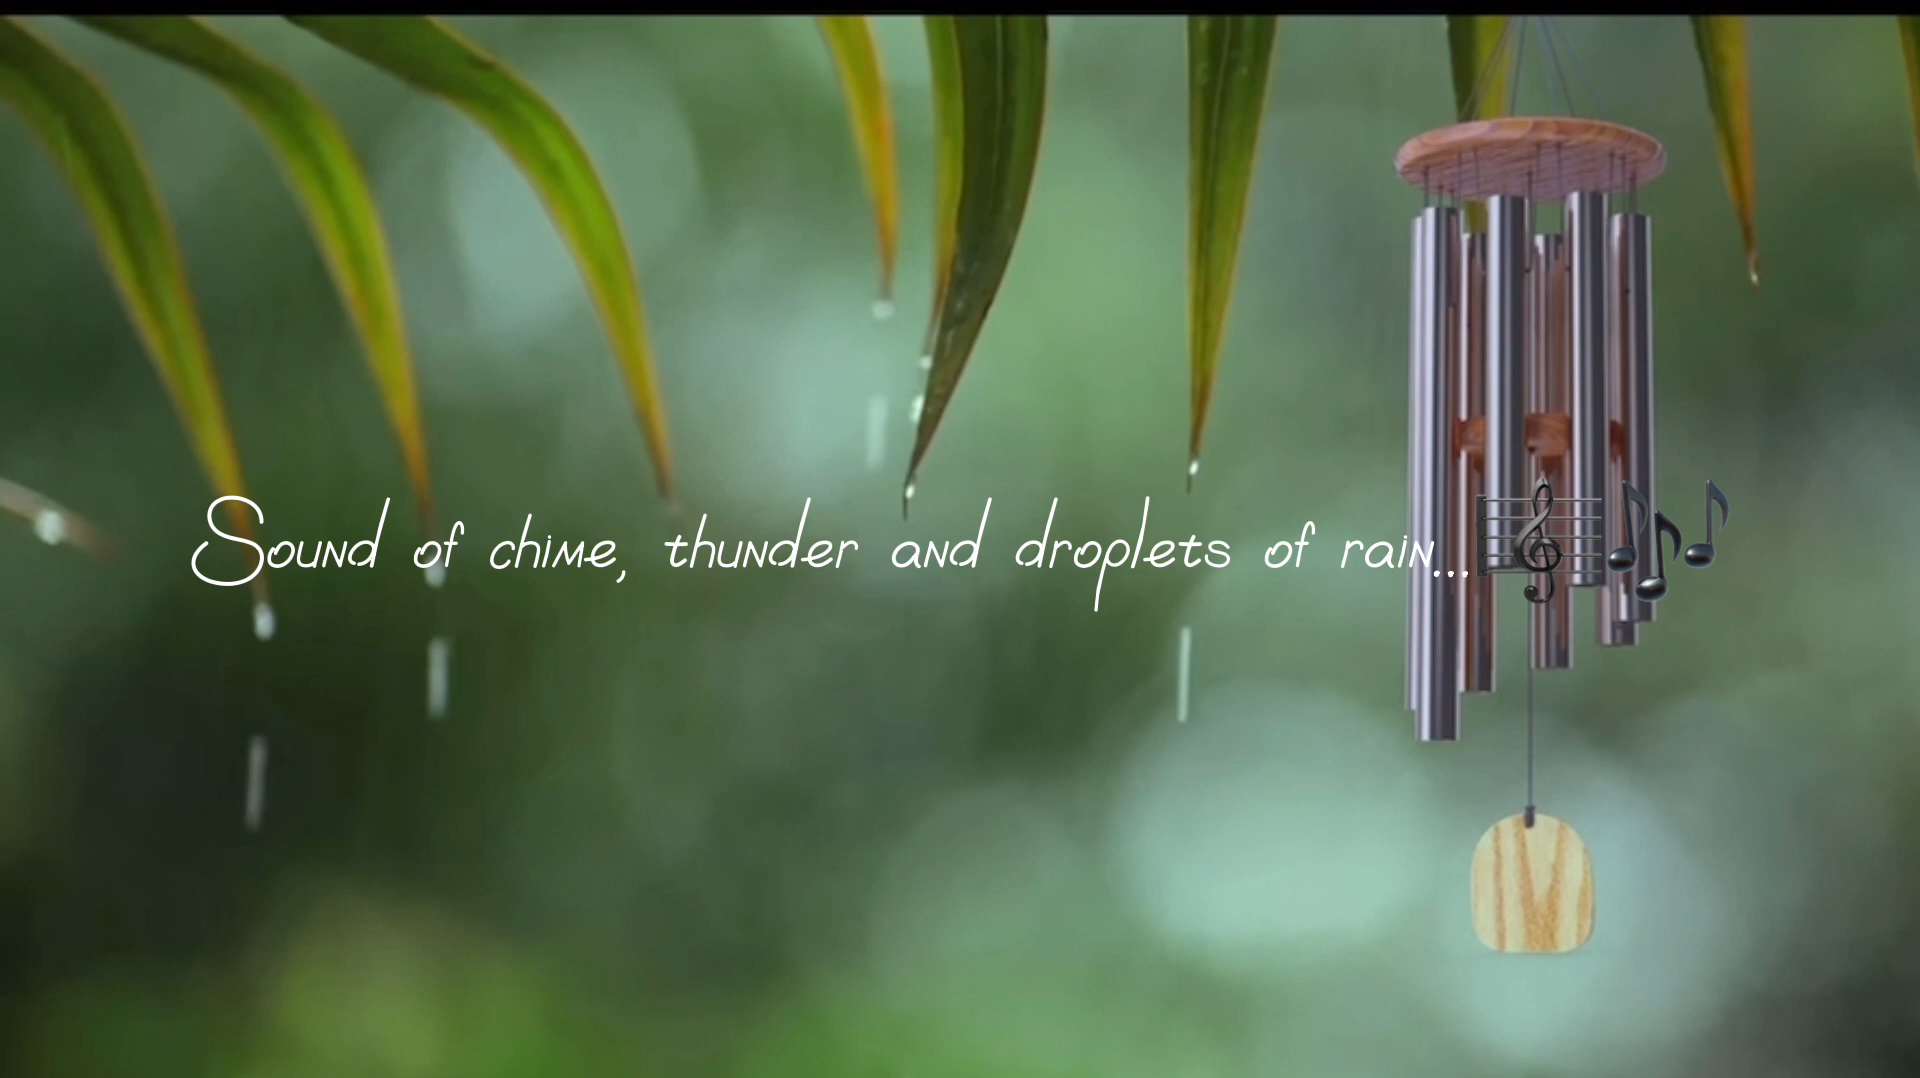 Sound of chime, thunder and droplets of rain...🎼🎶